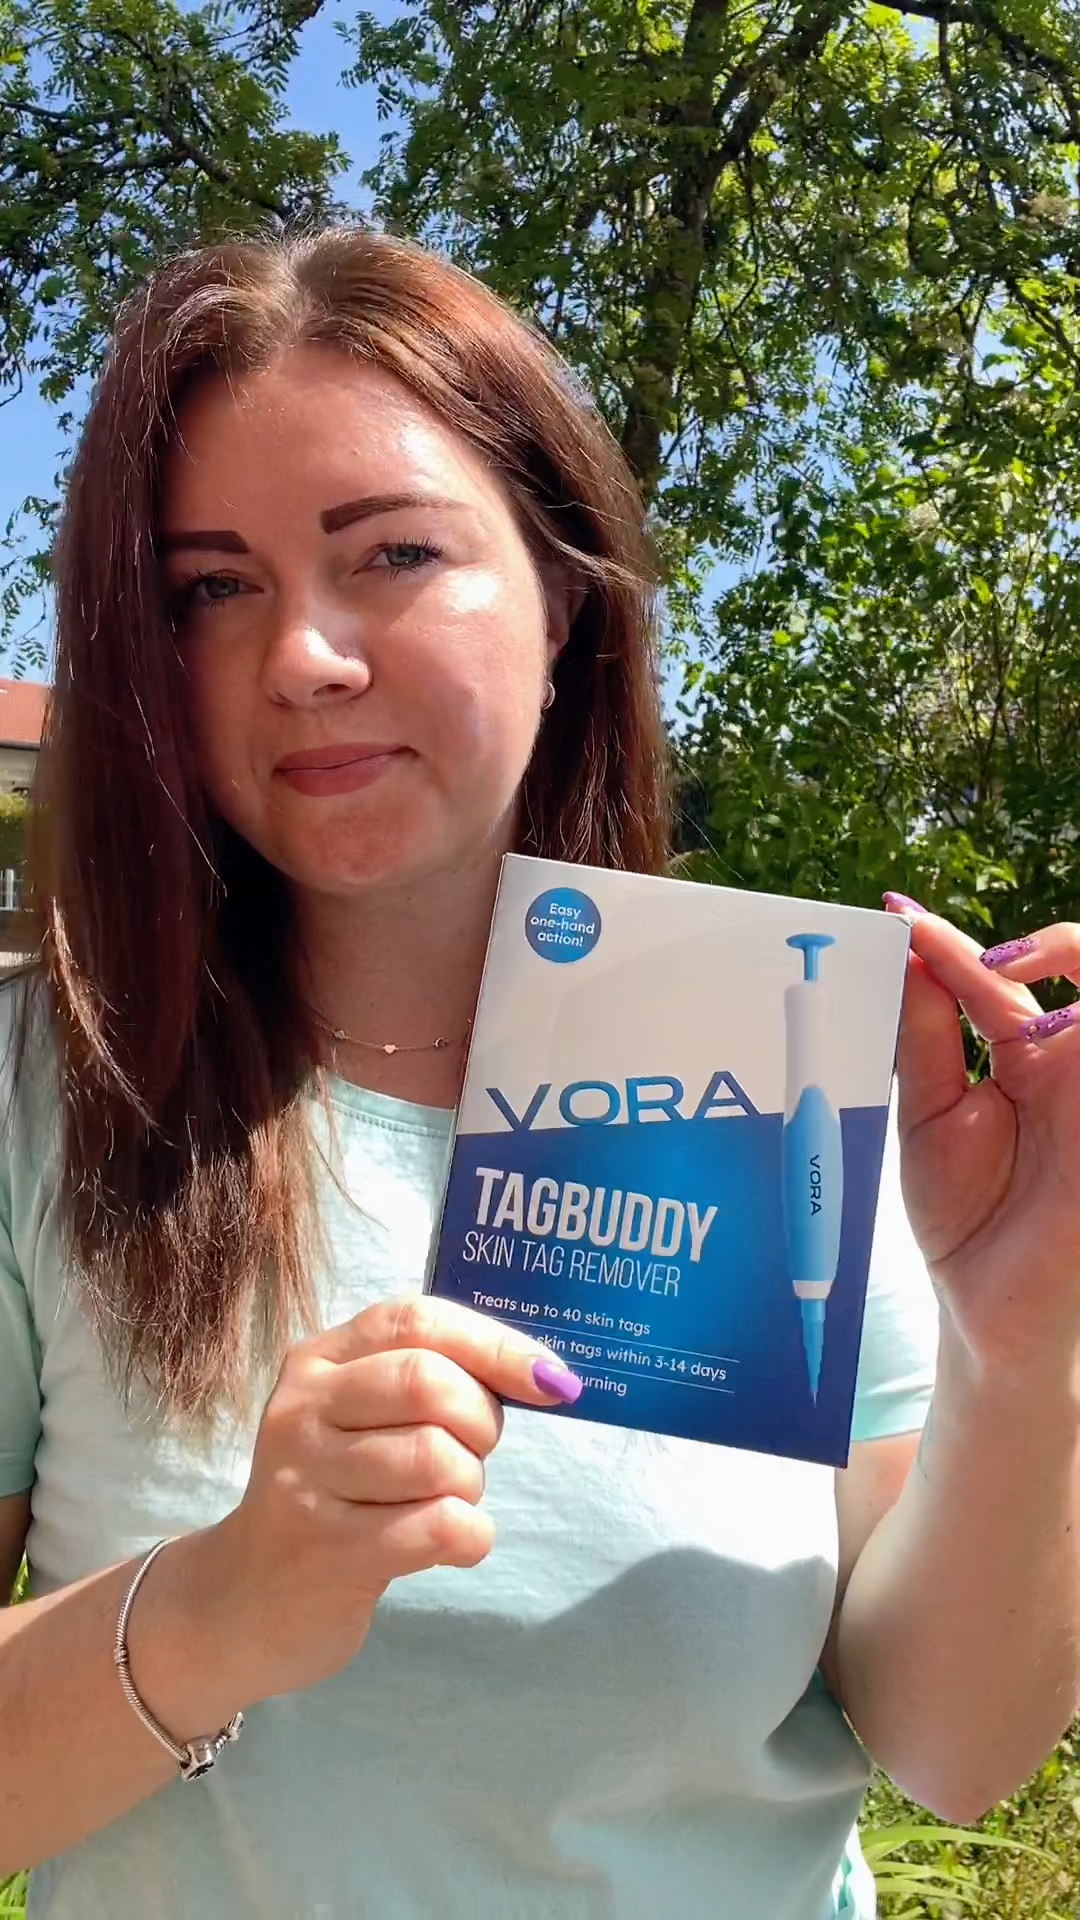 Easy
one-hand
action!
VORA
VORA
TAGBUDDY
SKIN TAG REMOVER
Treats up to 40 skin tags
skin tags within 3-14 days